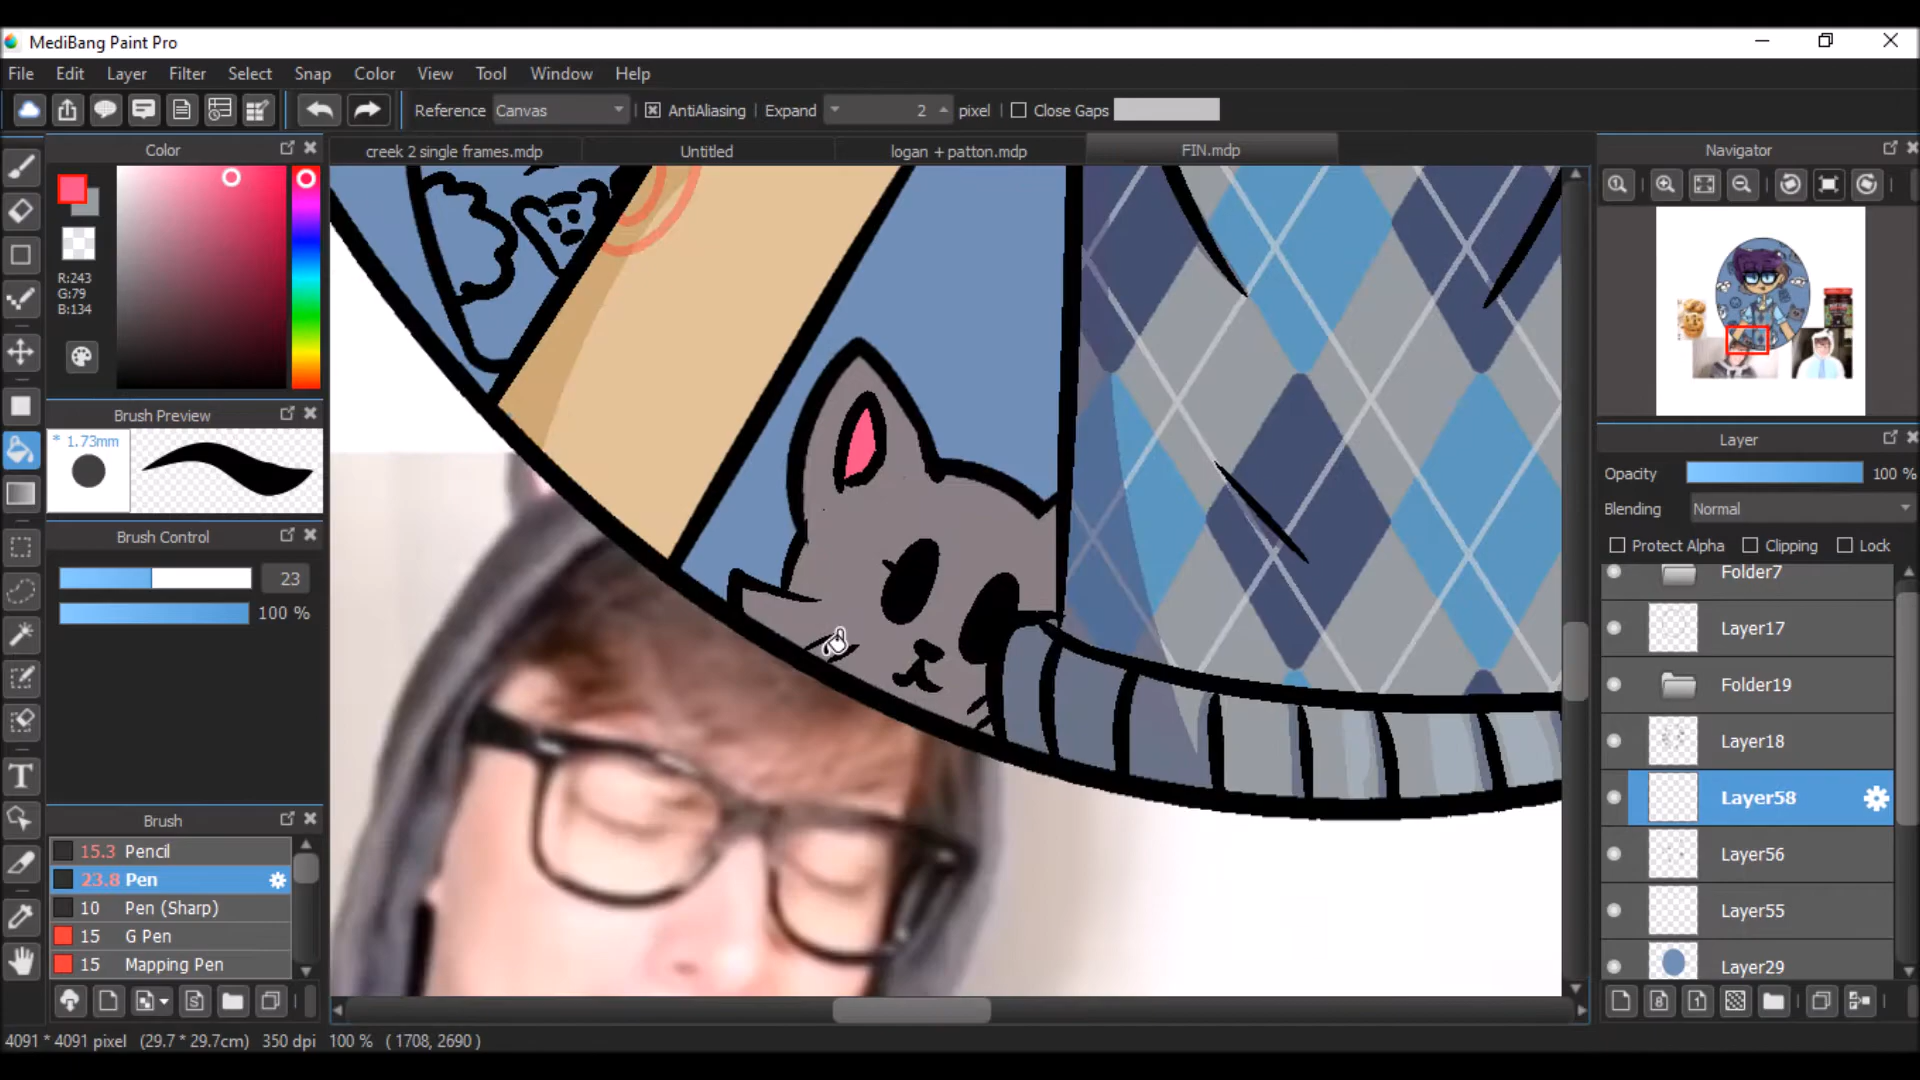 MediBang Paint Pro
File Edit Layer Filter Select Snap Color View Tool Window Help
Reference Canvas AntiAliasing Expand 2 pixel Close Gaps
Color
creek 2 single frames.mdp Untitled logan + patton.mdp FIN.mdp
Navigator
R:243
G:79
B:134
Brush Preview
* 1.73mm
Brush Control
23
100 %
Layer
Opacity 100 %
Blending Normal
Protect Alpha Clipping Lock
Folder7
Layer17
Folder19
Layer18
Layer58
Layer56
Layer55
Layer29
Brush
15.3 Pencil
23.8 Pen
10 Pen (Sharp)
15 G Pen
15 Mapping Pen
4091 * 4091 pixel (29.7 * 29.7cm) 350 dpi 100 % ( 1708, 2690 )